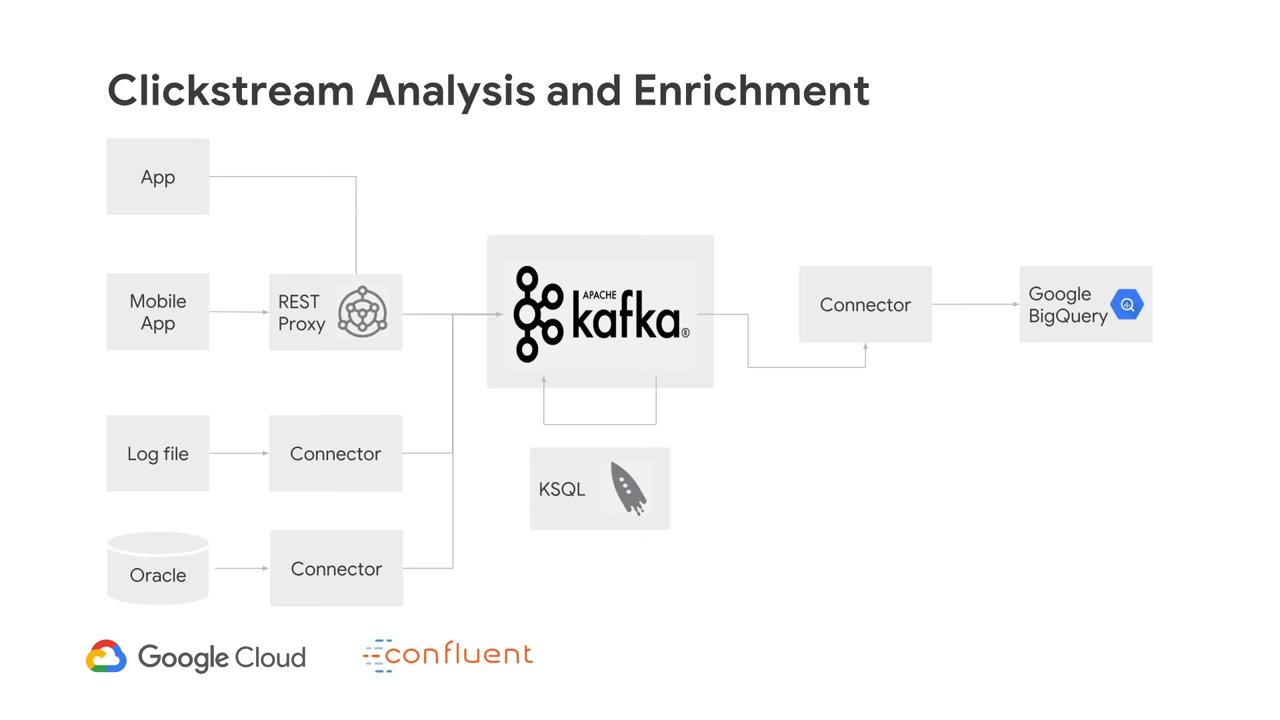 Clickstream Analysis and Enrichment
App
Mobile
App
REST
Proxy
APACHE
kafka®
Connector
Google
BigQuery
Log file
Connector
KSQL
Oracle
Connector
Google Cloud
confluent